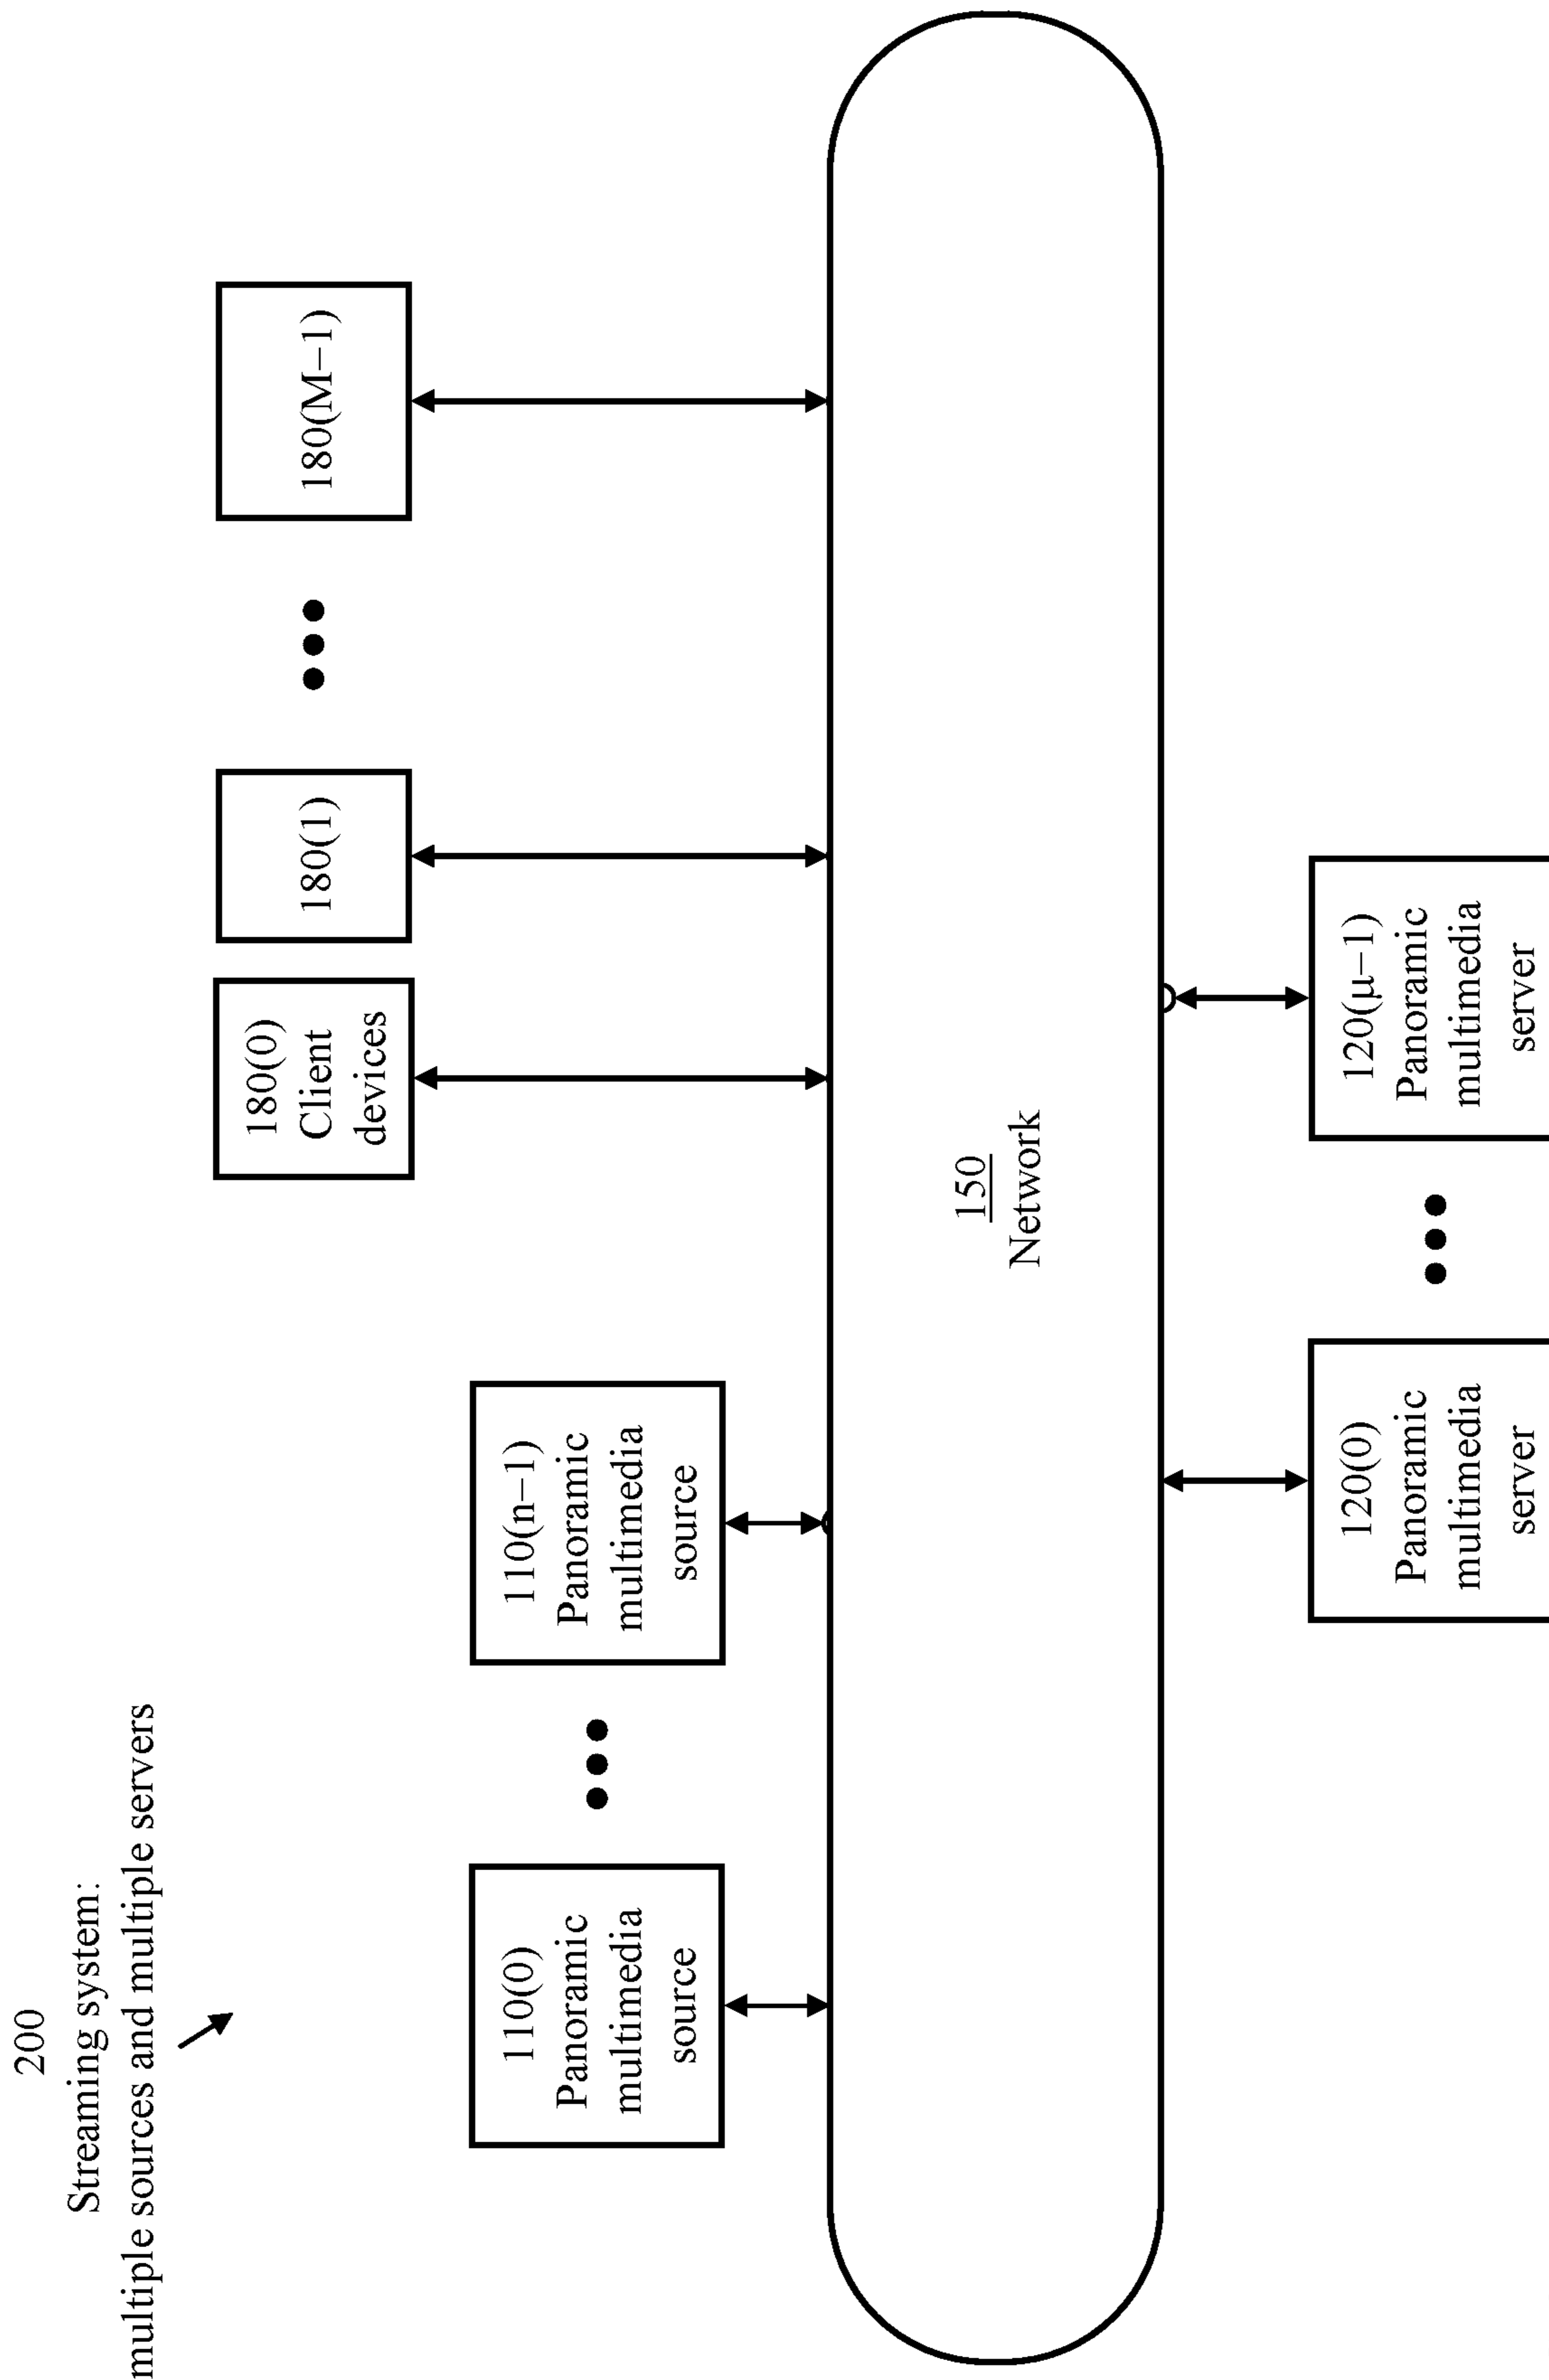 200
Streaming system:
multiple sources and multiple servers
110(0)
Panoramic
multimedia
source
110(n−1)
Panoramic
multimedia
source
180(0)
Client
devices
180(1)
180(M−1)
150
Network
120(0)
Panoramic
multimedia
server
120(μ−1)
Panoramic
multimedia
server